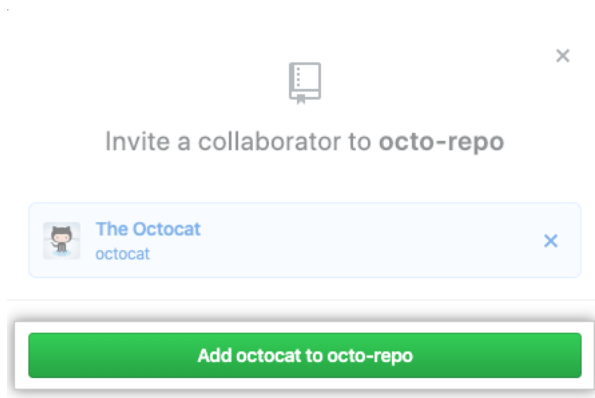 Invite a collaborator to octo-repo
The Octocat
octocat
Add octocat to octo-repo